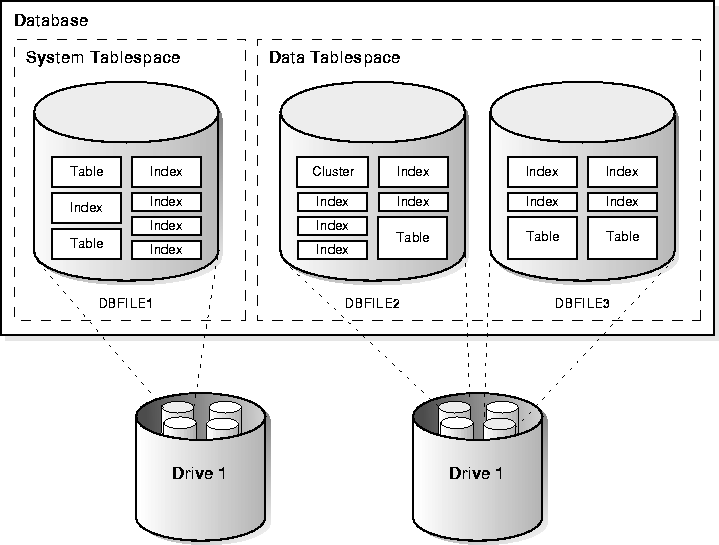 Database
System Tablespace
Data Tablespace
Table
Index
Table
Index
Index
Index
Index
DBFILE1
Cluster
Index
Index
Index
Index
Index
Table
DBFILE2
Index
Index
Table
Index
Index
Table
DBFILE3
Drive 1
Drive 1